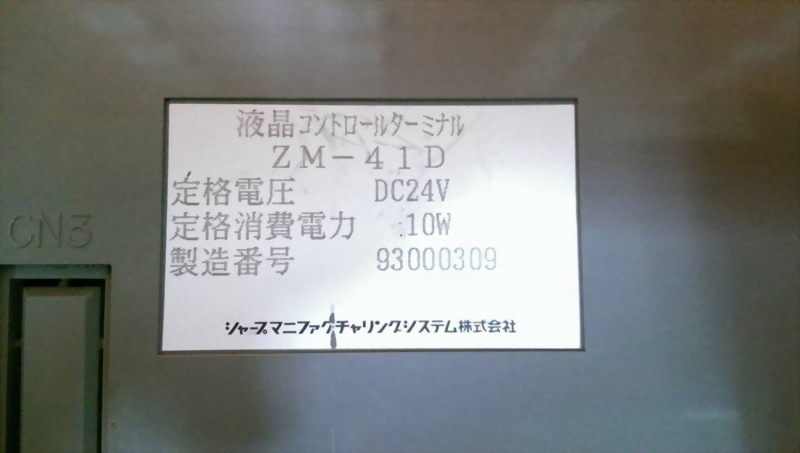 液晶コントロールターミナル
ZM-41D
定格電圧 DC24V
定格消費電力 10W
製造番号 93000309
シャープマニファクチャリングシステム株式会社
CN3